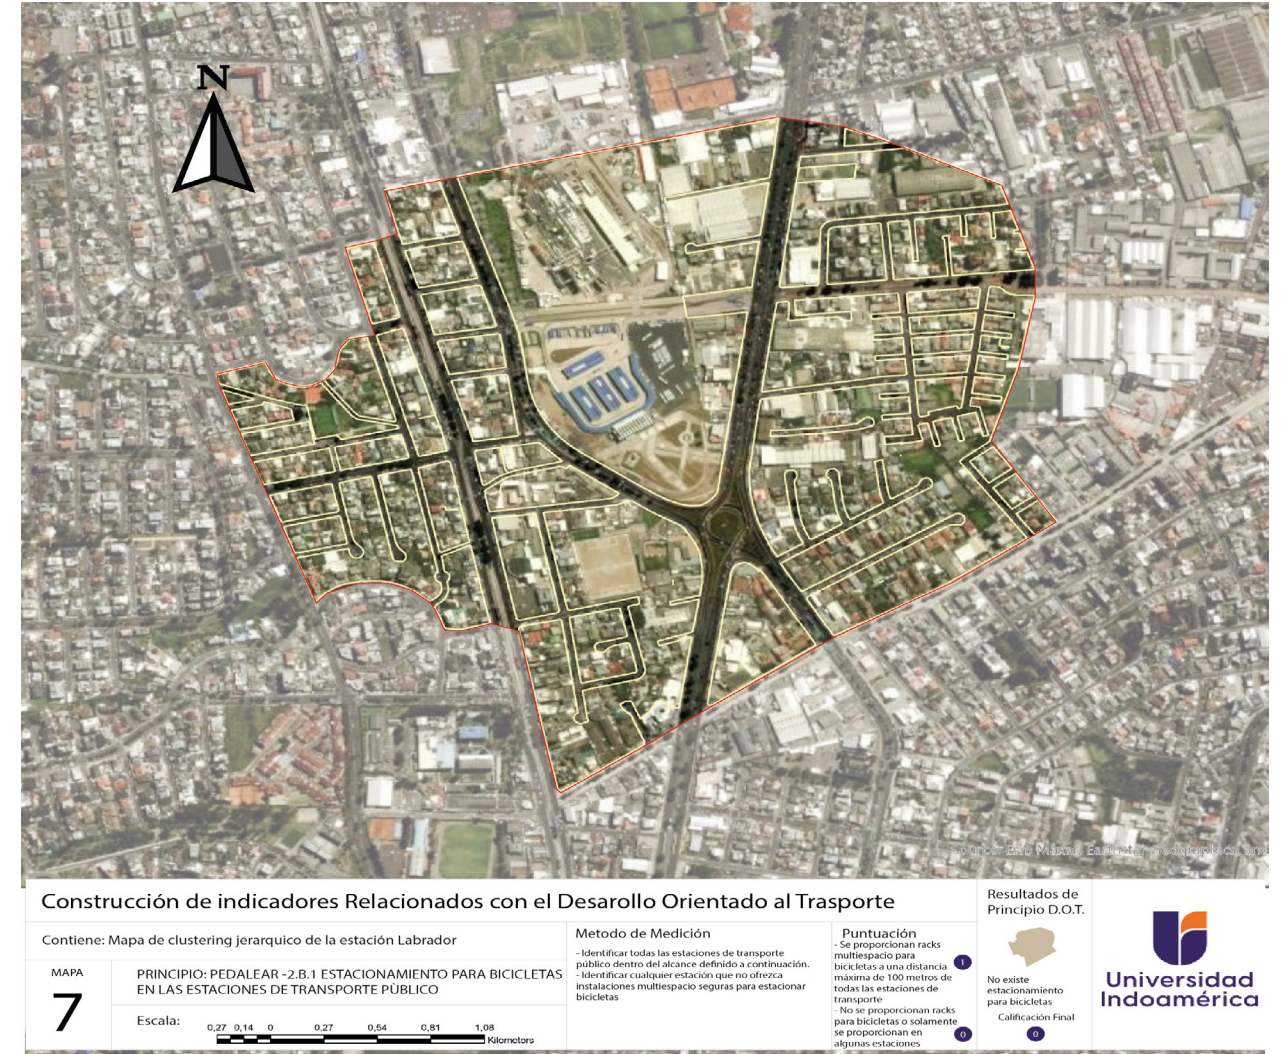 N
Construcción de indicadores Relacionados con el Desarollo Orientado al Trasporte
Contiene: Mapa de clustering jerarquico de la estación Labrador
MAPA
7
PRINCIPIO: PEDALEAR -2.B.1 ESTACIONAMIENTO PARA BICICLETAS
EN LAS ESTACIONES DE TRANSPORTE PÙBLICO
Escala:
0,27 0,14 0 0,27 0,54 0,81 1,08
Kilometers
Metodo de Medición
- Identificar todas las estaciones de transporte
público dentro del alcance definido a continuación.
- Identificar cualquier estación que no ofrezca
instalaciones multiespacio seguras para estacionar
bicicletas
Puntuación
- Se proporcionan racks
multiespacio para
bicicletas a una distancia
máxima de 100 metros de
todas las estaciones de
transporte
1
- No se proporcionan racks
para bicicletas o solamente
se proporcionan en
algunas estaciones
0
Resultados de
Principio D.O.T.
No existe
estacionamiento
para bicicletas
Calificación Final
0
Universidad
Indoamérica